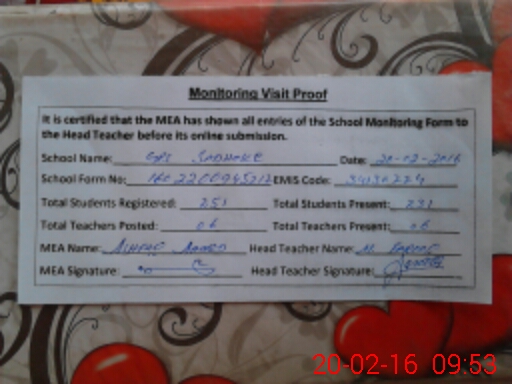 Monitoring Visit Proof
It is certified that the MEA has shown all entries of the School Monitoring Form to
the Head Teacher before its online submission.
School Name: GPS Date: 20-02-2016
School Form No: EMIS Code:
Total Students Registered: 251 Total Students Present: 231
Total Teachers Posted: 06 Total Teachers Present: 06
MEA Name: Head Teacher Name: M.
MEA Signature: Head Teacher Signature:
20-02-16 09:53